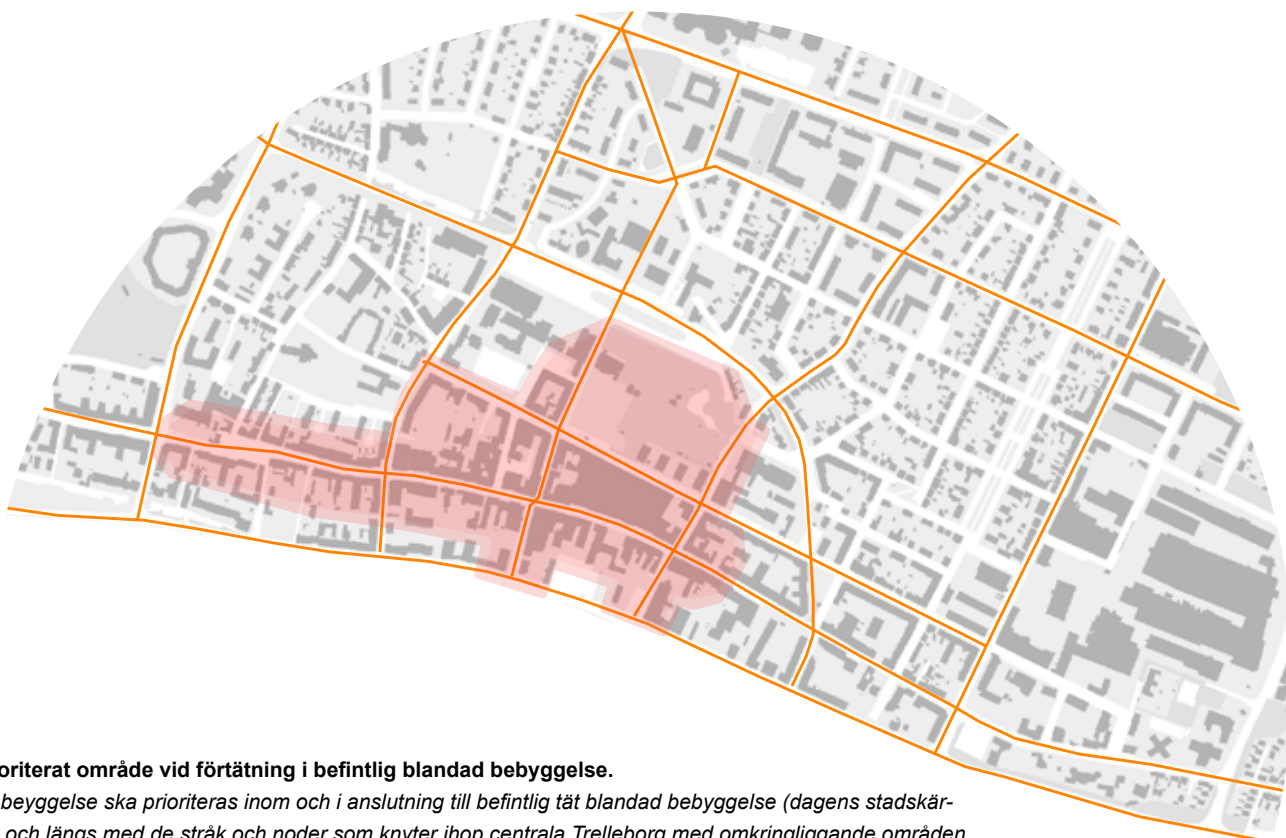 oriterat område vid förtätning i befintlig blandad bebyggelse.
beyggelse ska prioriteras inom och i anslutning till befintlig tät blandad bebyggelse (dagens stadskär-
och längs med de stråk och noder som knyter ihop centrala Trelleborg med omkringliggande områden